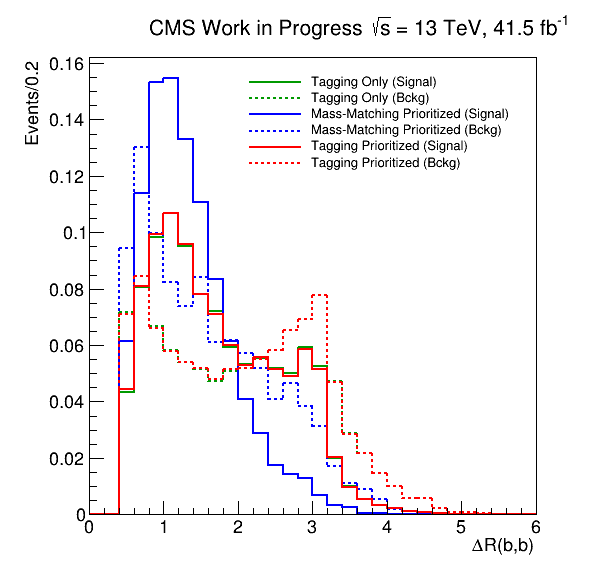 CMS Work in Progress √s = 13 TeV, 41.5 fb⁻¹
Events/0.2
0.16
0.14
0.12
0.1
0.08
0.06
0.04
0.02
0
Tagging Only (Signal)
Tagging Only (Bckg)
Mass-Matching Prioritized (Signal)
Mass-Matching Prioritized (Bckg)
Tagging Prioritized (Signal)
Tagging Prioritized (Bckg)
0 1 2 3 4 5 6
ΔR(b,b)